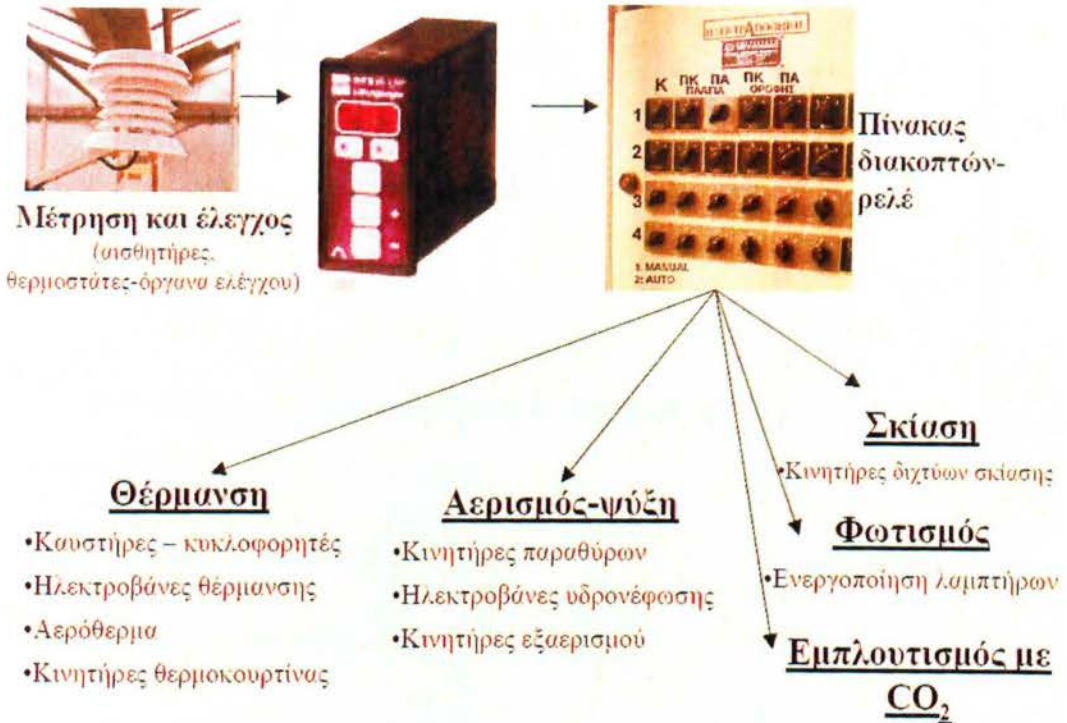 Κ ΠΚ ΠΑ ΠΚ ΠΑ
ΠΛΑΓΙΑ ΟΡΟΦΗΣ
1
2
3
4
1: MANUAL
2: AUTO
Πίνακας
διακοπτών-
ρελέ
Μέτρηση και έλεγχος
(αισθητήρες,
θερμοστάτες-όργανα ελέγχου)
Θέρμανση
•Καυστήρες – κυκλοφορητές
•Ηλεκτροβάνες θέρμανσης
•Αερόθερμα
•Κινητήρες θερμοκουρτίνας
Αερισμός-ψύξη
•Κινητήρες παραθύρων
•Ηλεκτροβάνες υδρονέφωσης
•Κινητήρες εξαερισμού
Σκίαση
•Κινητήρες διχτύων σκίασης
Φωτισμός
•Ενεργοποίηση λαμπτήρων
Εμπλουτισμός με
CO₂